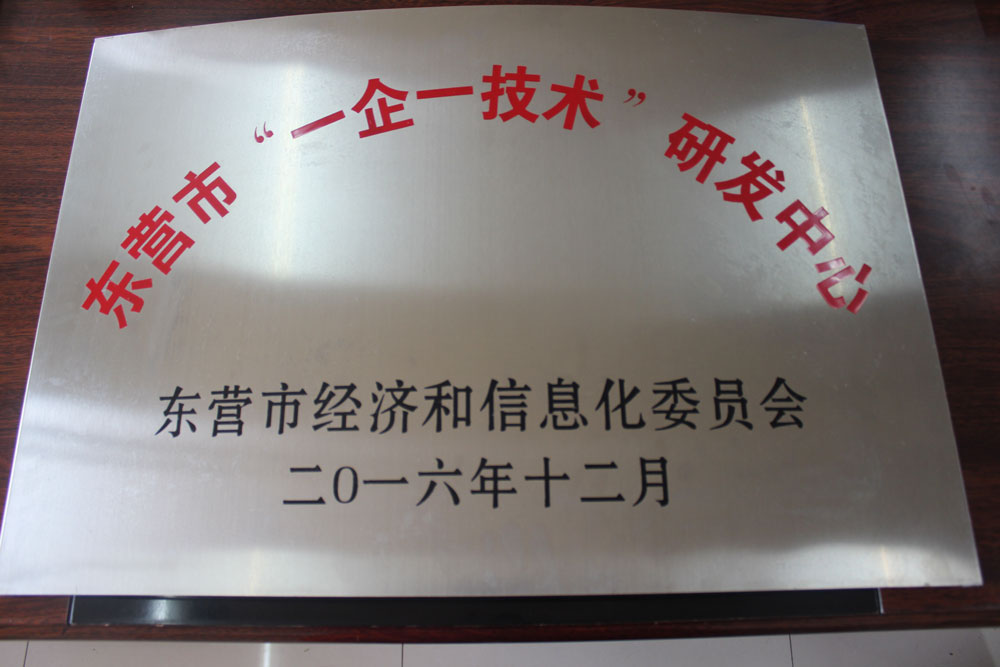 东营市“一企一技术”研发中心
东营市经济和信息化委员会
二0一六年十二月